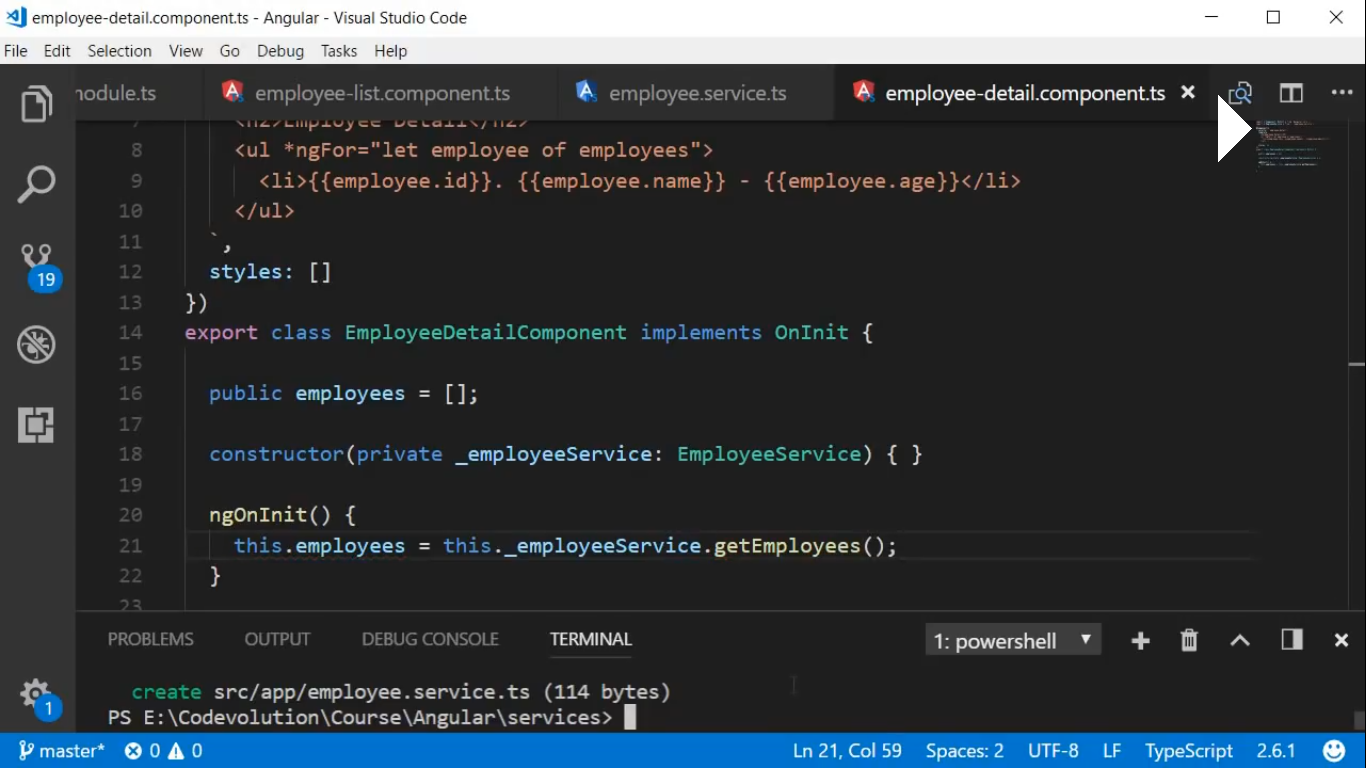 employee-detail.component.ts - Angular - Visual Studio Code
File Edit Selection View Go Debug Tasks Help
module.ts employee-list.component.ts employee.service.ts employee-detail.component.ts
7 <h2>Employee Detail</h2>
8 <ul *ngFor="let employee of employees">
9 <li>{{employee.id}}. {{employee.name}} - {{employee.age}}</li>
10 </ul>
11 `,
12 styles: []
13 })
14 export class EmployeeDetailComponent implements OnInit {
15
16 public employees = [];
17
18 constructor(private _employeeService: EmployeeService) { }
19
20 ngOnInit() {
21 this.employees = this._employeeService.getEmployees();
22 }
23
19
1
PROBLEMS OUTPUT DEBUG CONSOLE TERMINAL 1: powershell
create src/app/employee.service.ts (114 bytes)
PS E:\Codevolution\Course\Angular\services>
master* 0 0 Ln 21, Col 59 Spaces: 2 UTF-8 LF TypeScript 2.6.1